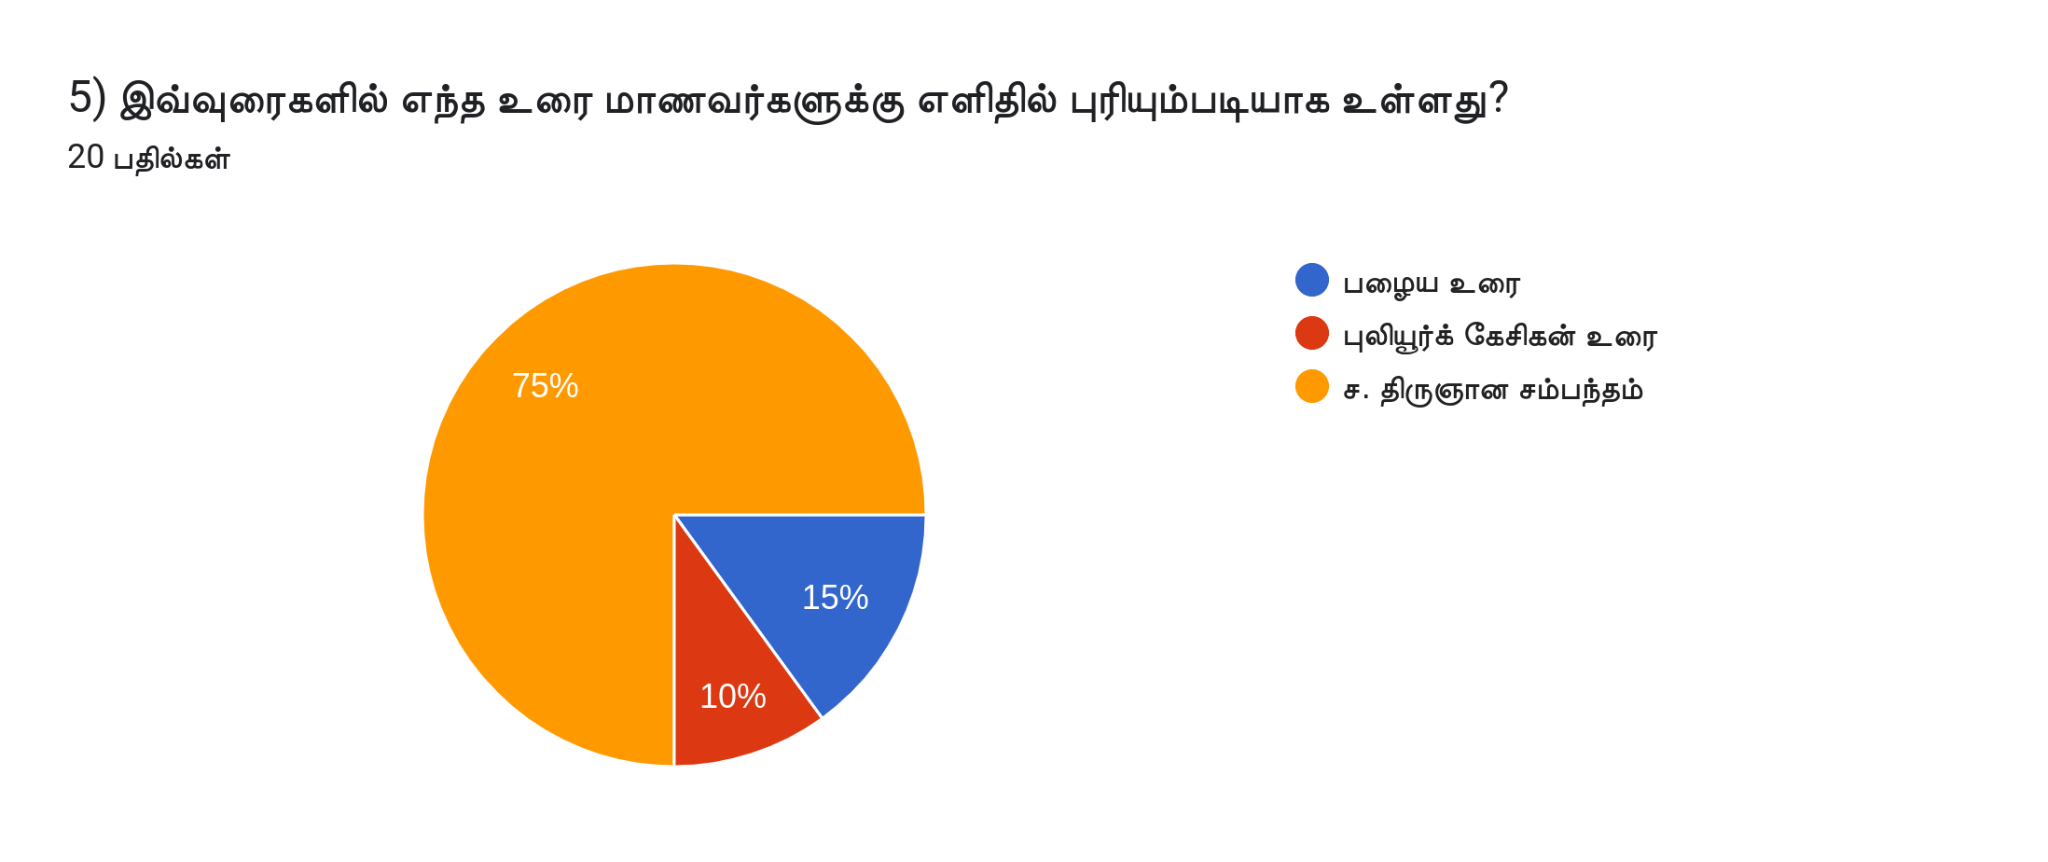 5) இவ்வுரைகளில் எந்த உரை மாணவர்களுக்கு எளிதில் புரியும்படியாக உள்ளது?
20 பதில்கள்
பழைய உரை
புலியூர்க் கேசிகன் உரை
ச. திருஞான சம்பந்தம்
75%
15%
10%